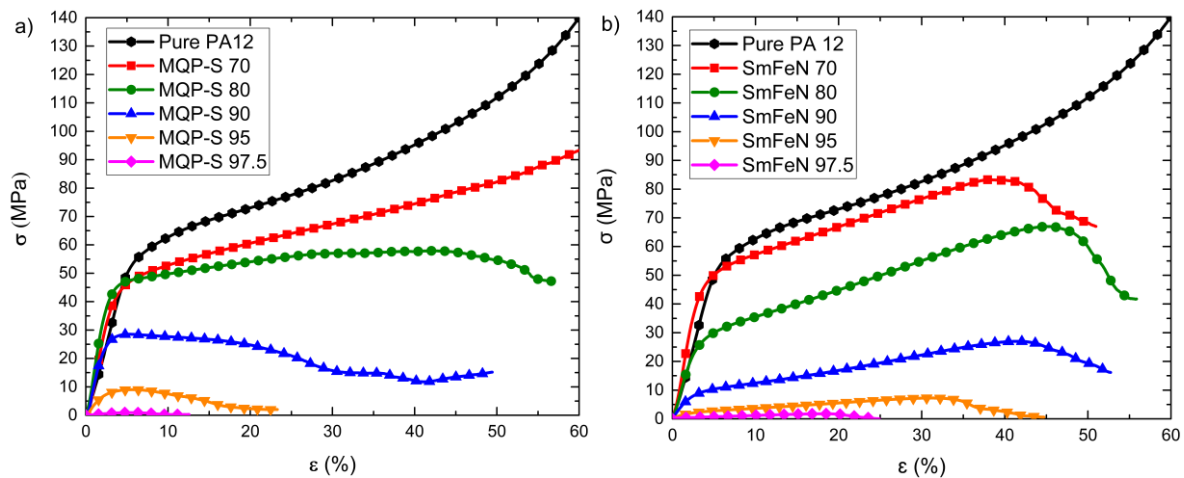 a)
140
130
120
110
100
90
80
70
60
50
40
30
20
10
0
σ (MPa)
Pure PA12
MQP-S 70
MQP-S 80
MQP-S 90
MQP-S 95
MQP-S 97.5
0 10 20 30 40 50 60
ε (%)
b)
140
130
120
110
100
90
80
70
60
50
40
30
20
10
0
σ (MPa)
Pure PA 12
SmFeN 70
SmFeN 80
SmFeN 90
SmFeN 95
SmFeN 97.5
0 10 20 30 40 50 60
ε (%)